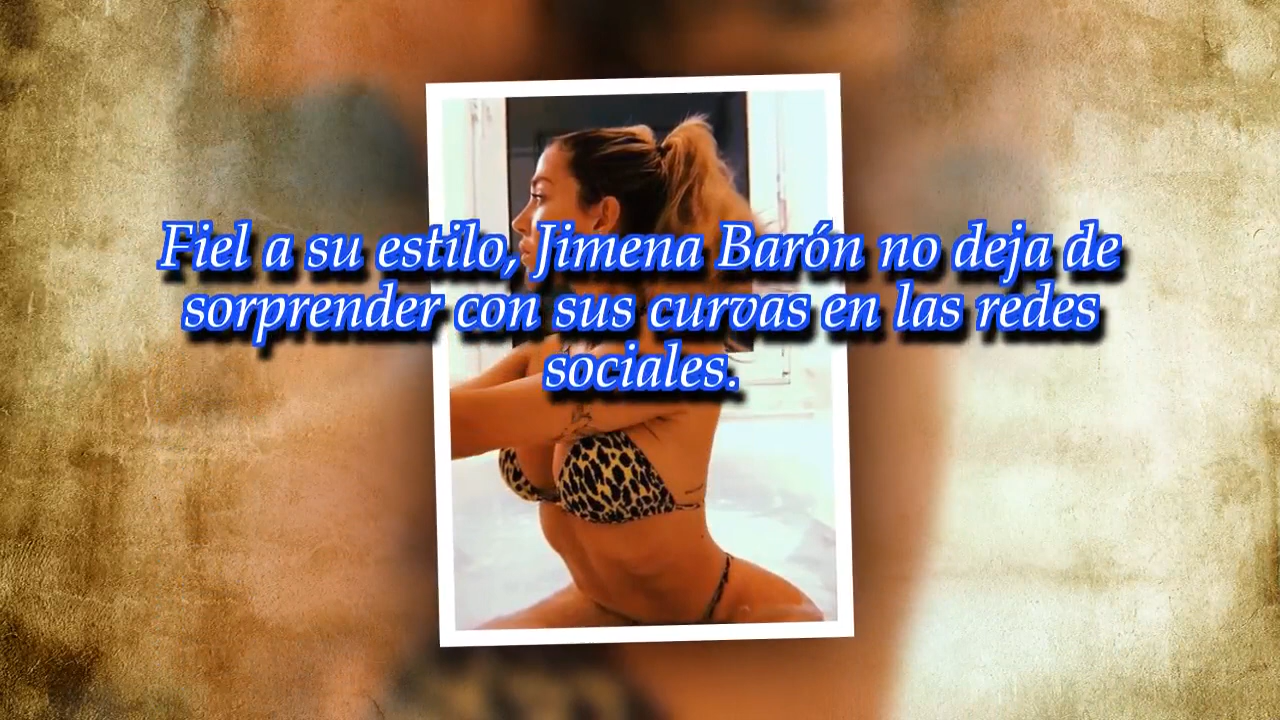 Fiel a su estilo, Jimena Barón no deja de
sorprender con sus curvas en las redes
sociales.